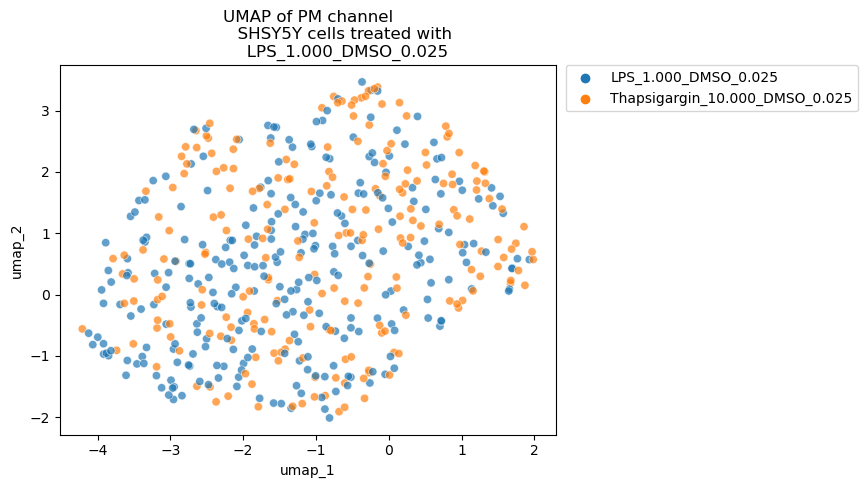 UMAP of PM channel
SHSY5Y cells treated with
LPS_1.000_DMSO_0.025
LPS_1.000_DMSO_0.025
Thapsigargin_10.000_DMSO_0.025
umap_2
3
2
1
0
−1
−2
−4 −3 −2 −1 0 1 2
umap_1